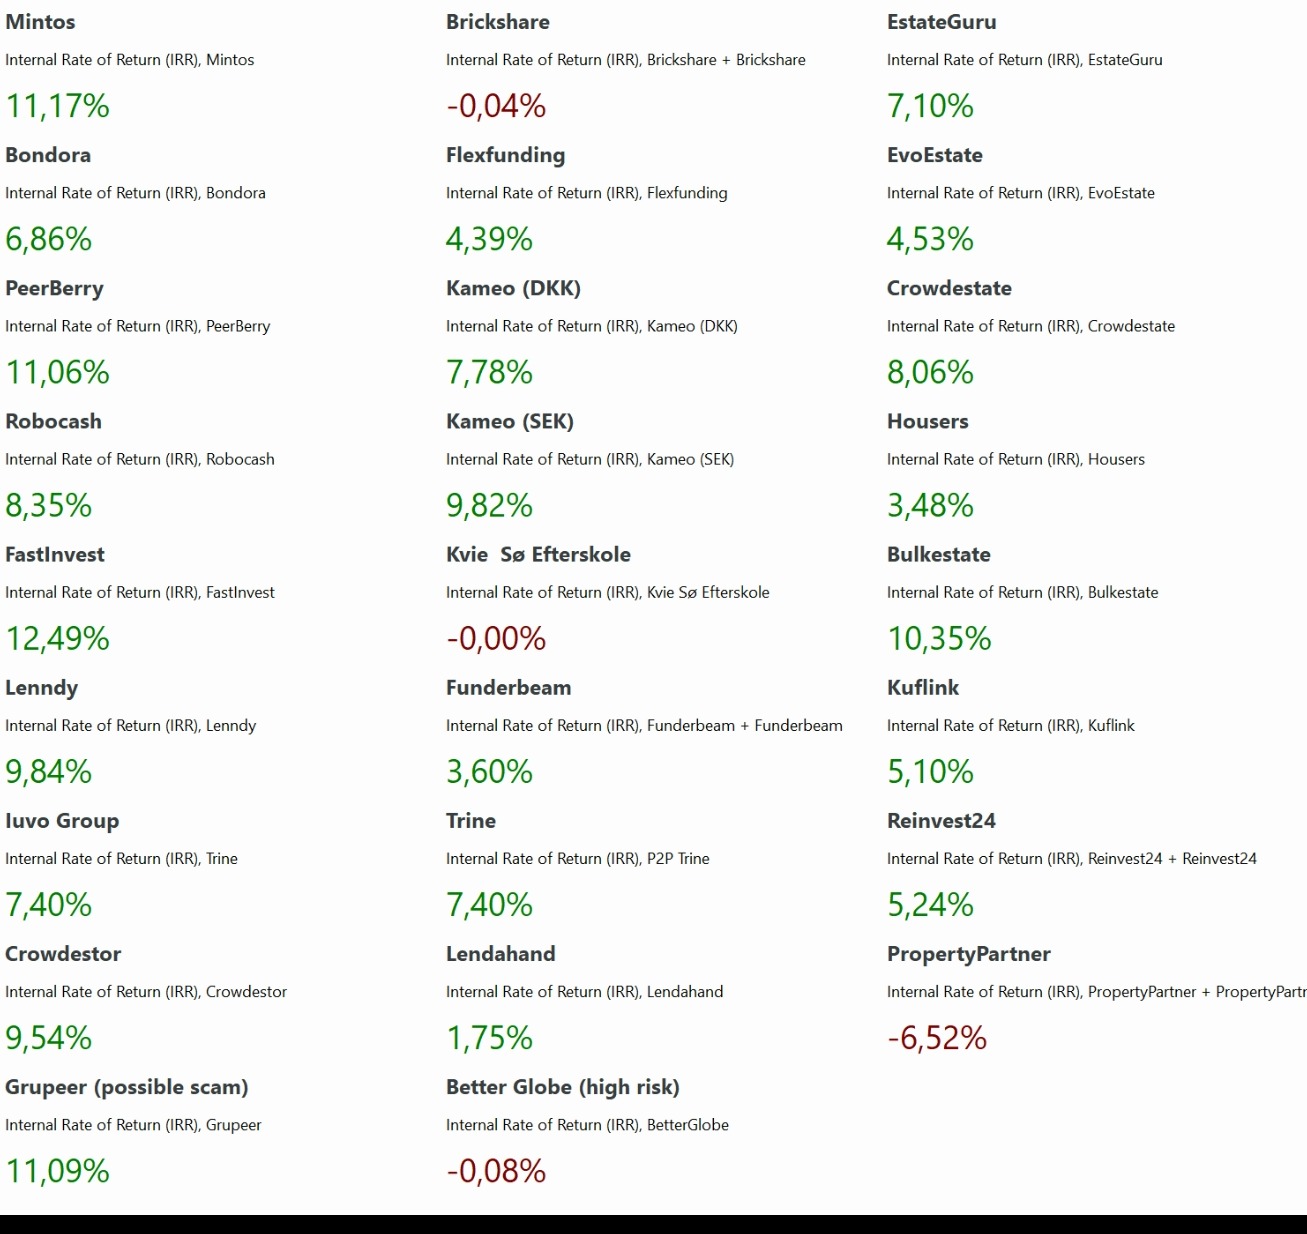 Mintos
Internal Rate of Return (IRR), Mintos
11,17%
Bondora
Internal Rate of Return (IRR), Bondora
6,86%
PeerBerry
Internal Rate of Return (IRR), PeerBerry
11,06%
Robocash
Internal Rate of Return (IRR), Robocash
8,35%
FastInvest
Internal Rate of Return (IRR), FastInvest
12,49%
Lenndy
Internal Rate of Return (IRR), Lenndy
9,84%
Iuvo Group
Internal Rate of Return (IRR), Trine
7,40%
Crowdestor
Internal Rate of Return (IRR), Crowdestor
9,54%
Grupeer (possible scam)
Internal Rate of Return (IRR), Grupeer
11,09%
Brickshare
Internal Rate of Return (IRR), Brickshare + Brickshare
-0,04%
Flexfunding
Internal Rate of Return (IRR), Flexfunding
4,39%
Kameo (DKK)
Internal Rate of Return (IRR), Kameo (DKK)
7,78%
Kameo (SEK)
Internal Rate of Return (IRR), Kameo (SEK)
9,82%
Kvie  Sø Efterskole
Internal Rate of Return (IRR), Kvie Sø Efterskole
-0,00%
Funderbeam
Internal Rate of Return (IRR), Funderbeam + Funderbeam
3,60%
Trine
Internal Rate of Return (IRR), P2P Trine
7,40%
Lendahand
Internal Rate of Return (IRR), Lendahand
1,75%
Better Globe (high risk)
Internal Rate of Return (IRR), BetterGlobe
-0,08%
EstateGuru
Internal Rate of Return (IRR), EstateGuru
7,10%
EvoEstate
Internal Rate of Return (IRR), EvoEstate
4,53%
Crowdestate
Internal Rate of Return (IRR), Crowdestate
8,06%
Housers
Internal Rate of Return (IRR), Housers
3,48%
Bulkestate
Internal Rate of Return (IRR), Bulkestate
10,35%
Kuflink
Internal Rate of Return (IRR), Kuflink
5,10%
Reinvest24
Internal Rate of Return (IRR), Reinvest24 + Reinvest24
5,24%
PropertyPartner
Internal Rate of Return (IRR), PropertyPartner + PropertyPartr
-6,52%